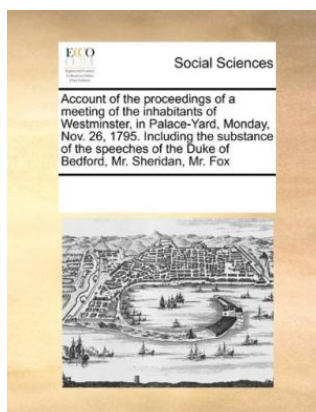 ECCO
Social Sciences
Account of the proceedings of a
meeting of the inhabitants of
Westminster, in Palace-Yard, Monday,
Nov. 26, 1795. Including the substance
of the speeches of the Duke of
Bedford, Mr. Sheridan, Mr. Fox